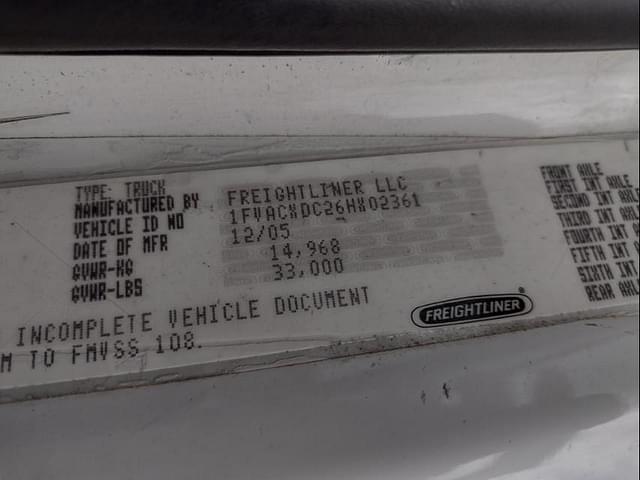 TYPE: TRUCK
MANUFACTURED BY FREIGHTLINER LLC
VEHICLE ID NO 1FVACXDC26HX02361
DATE OF MFR 12/05
GVWR-KG 14,968
GVWR-LBS 33,000
INCOMPLETE VEHICLE DOCUMENT
M TO FMVSS 108.
FREIGHTLINER®
FRONT AXLE
FIRST INT AXLE
SECOND INT AXL
THIRD INT AX
FOURTH INT A
FIFTH INT
SIXTH INT
REAR AXL